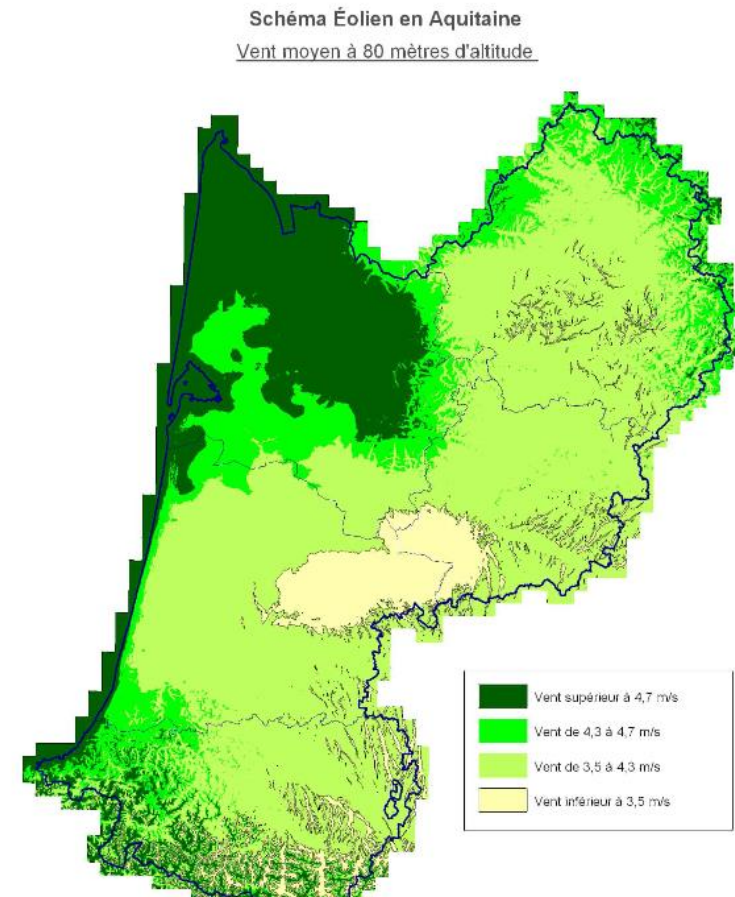 Schéma Éolien en Aquitaine
Vent moyen à 80 mètres d'altitude
Vent supérieur à 4,7 m/s
Vent de 4,3 à 4,7 m/s
Vent de 3,5 à 4,3 m/s
Vent inférieur à 3,5 m/s